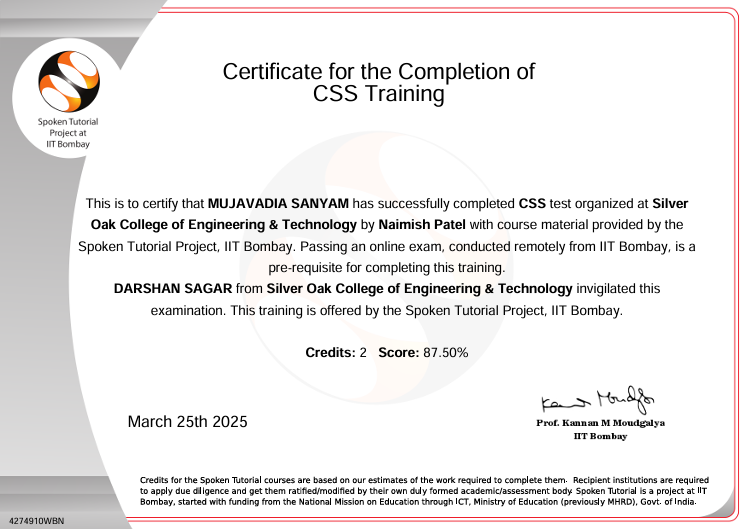 Certificate for the Completion of
CSS Training
Spoken Tutorial
Project at
IIT Bombay
This is to certify that MUJAVADIA SANYAM has successfully completed CSS test organized at Silver
Oak College of Engineering & Technology by Naimish Patel with course material provided by the
Spoken Tutorial Project, IIT Bombay. Passing an online exam, conducted remotely from IIT Bombay, is a
pre-requisite for completing this training.
DARSHAN SAGAR from Silver Oak College of Engineering & Technology invigilated this
examination. This training is offered by the Spoken Tutorial Project, IIT Bombay.
Credits: 2 Score: 87.50%
March 25th 2025
Prof. Kannan M Moudgalya
IIT Bombay
Credits for the Spoken Tutorial courses are based on our estimates of the work required to complete them. Recipient institutions are required
to apply due diligence and get them ratified/modified by their own duly formed academic/assessment body. Spoken Tutorial is a project at IIT
Bombay, started with funding from the National Mission on Education through ICT, Ministry of Education (previously MHRD), Govt. of India.
4274910WBN